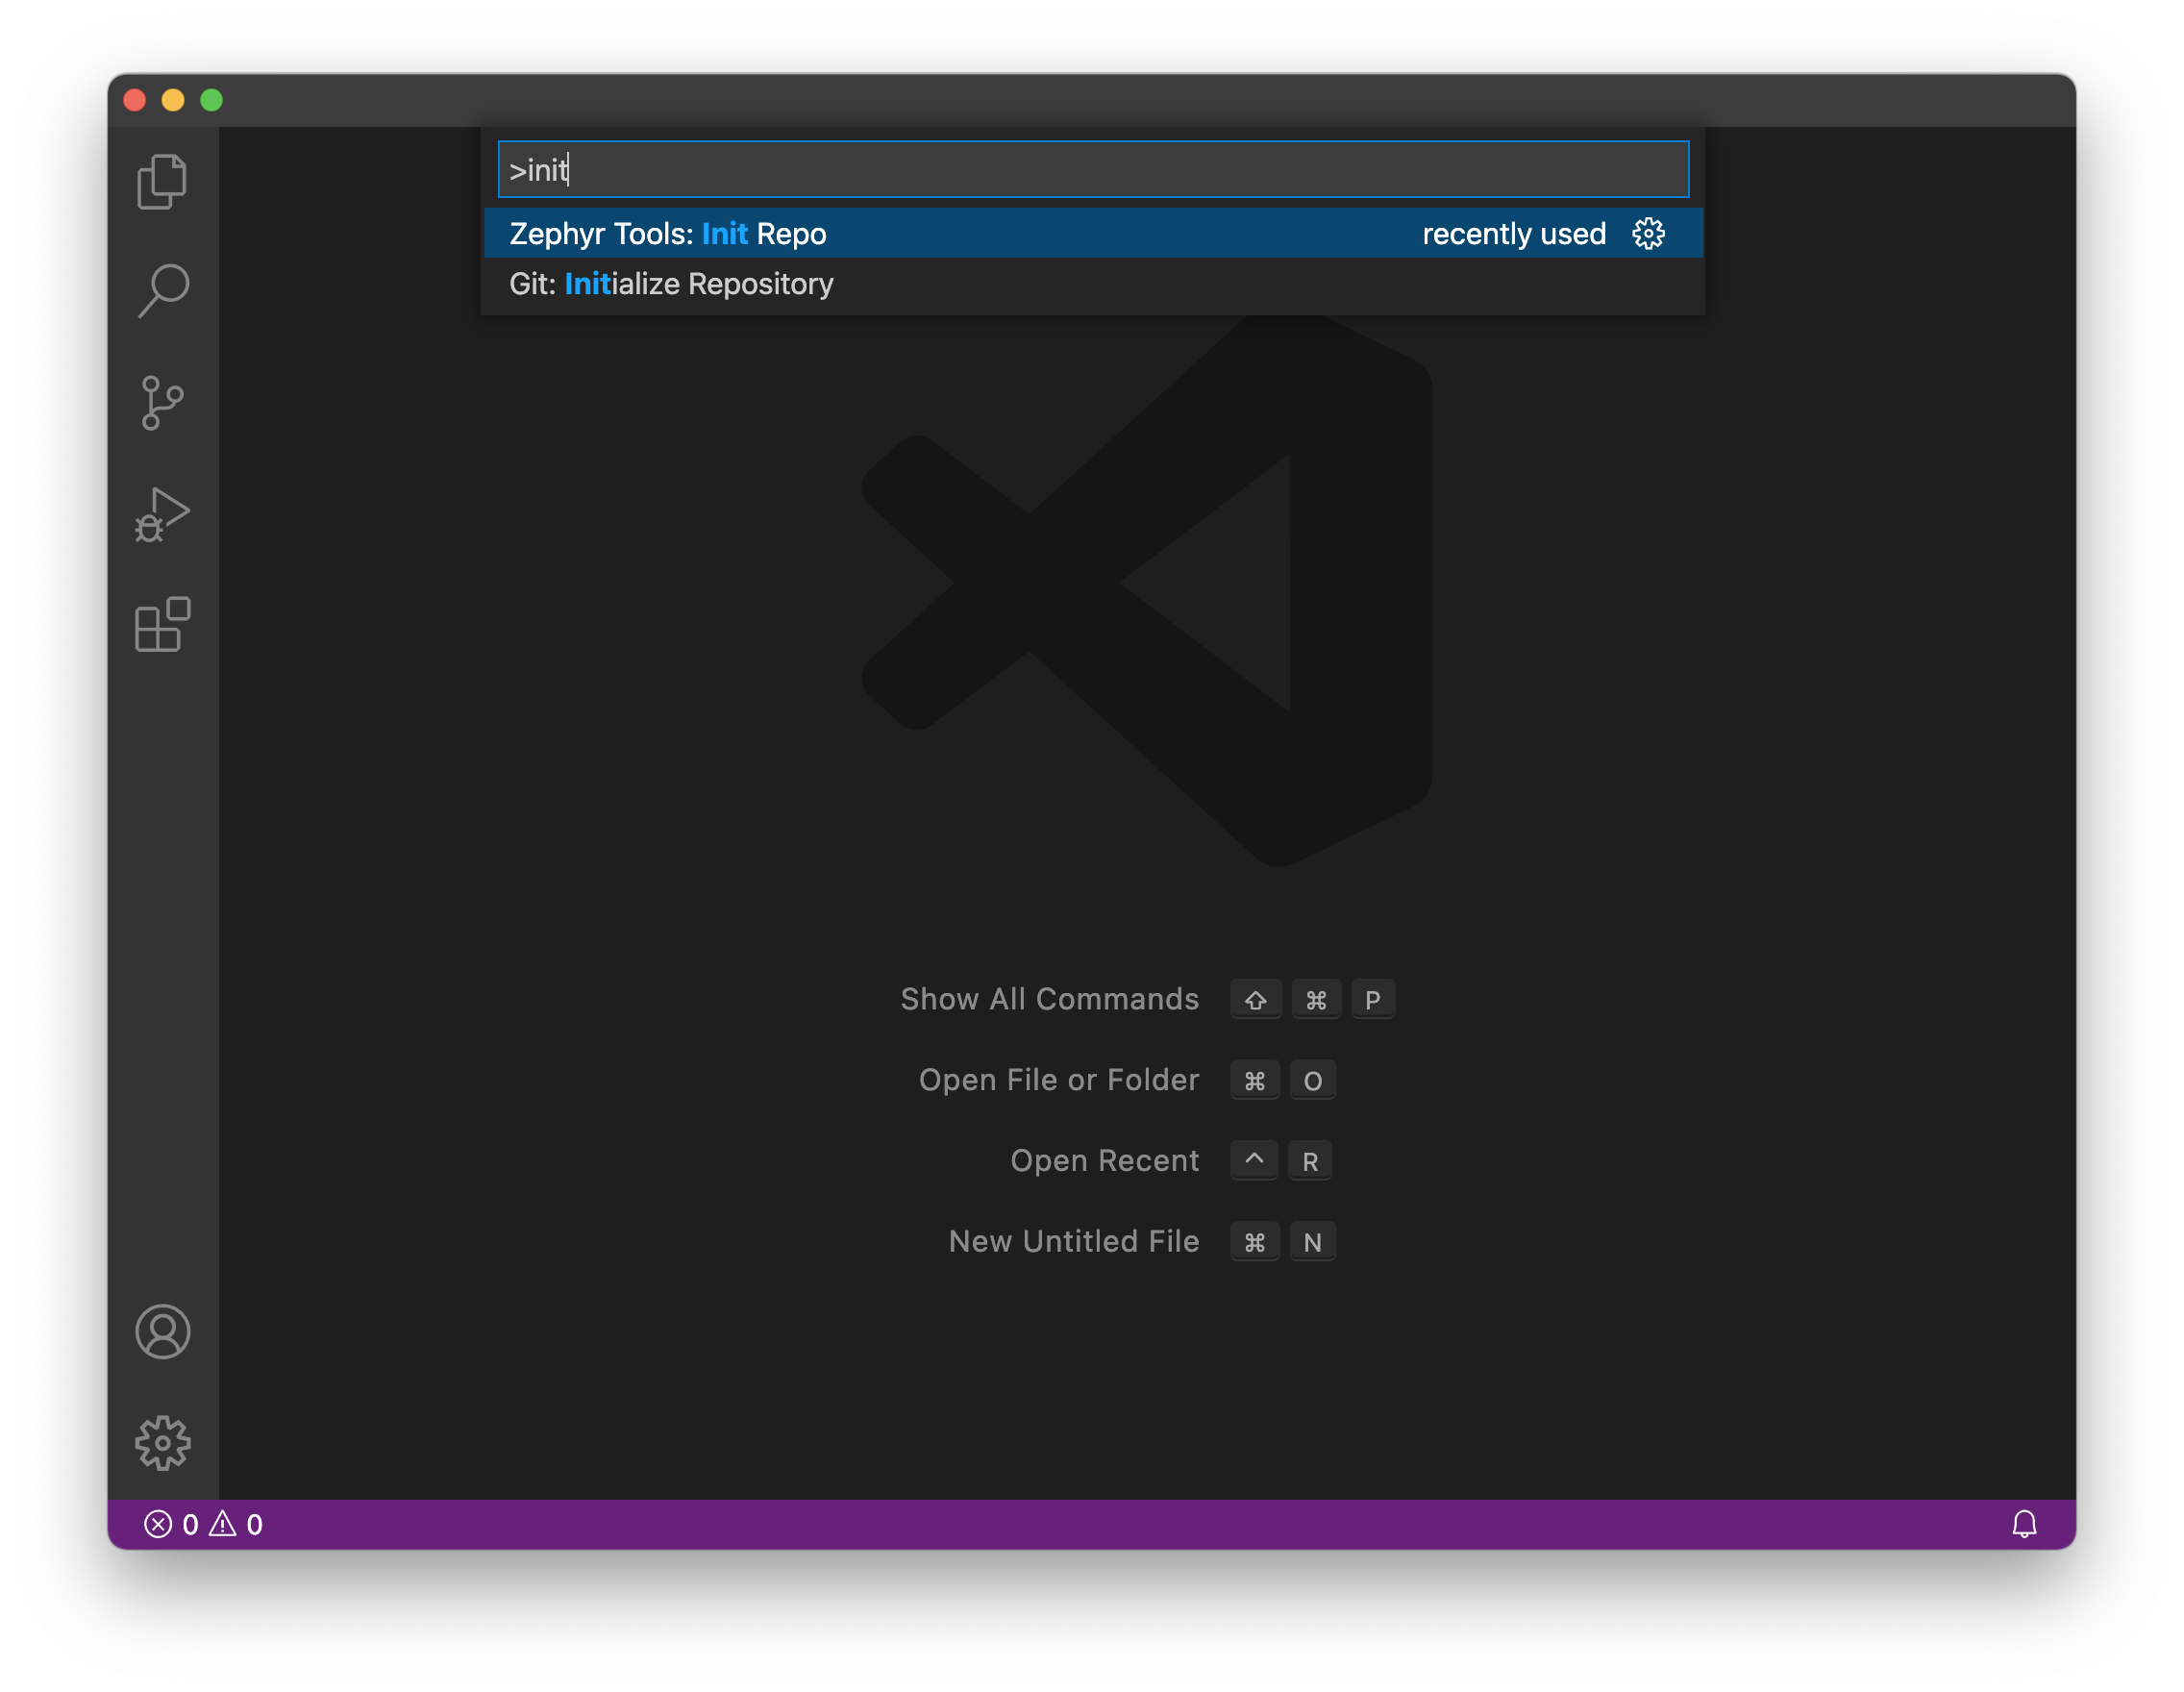 >init
Zephyr Tools: Init Repo recently used
Git: Initialize Repository
Show All Commands ⇧ ⌘ P
Open File or Folder ⌘ O
Open Recent ^ R
New Untitled File ⌘ N
0 0